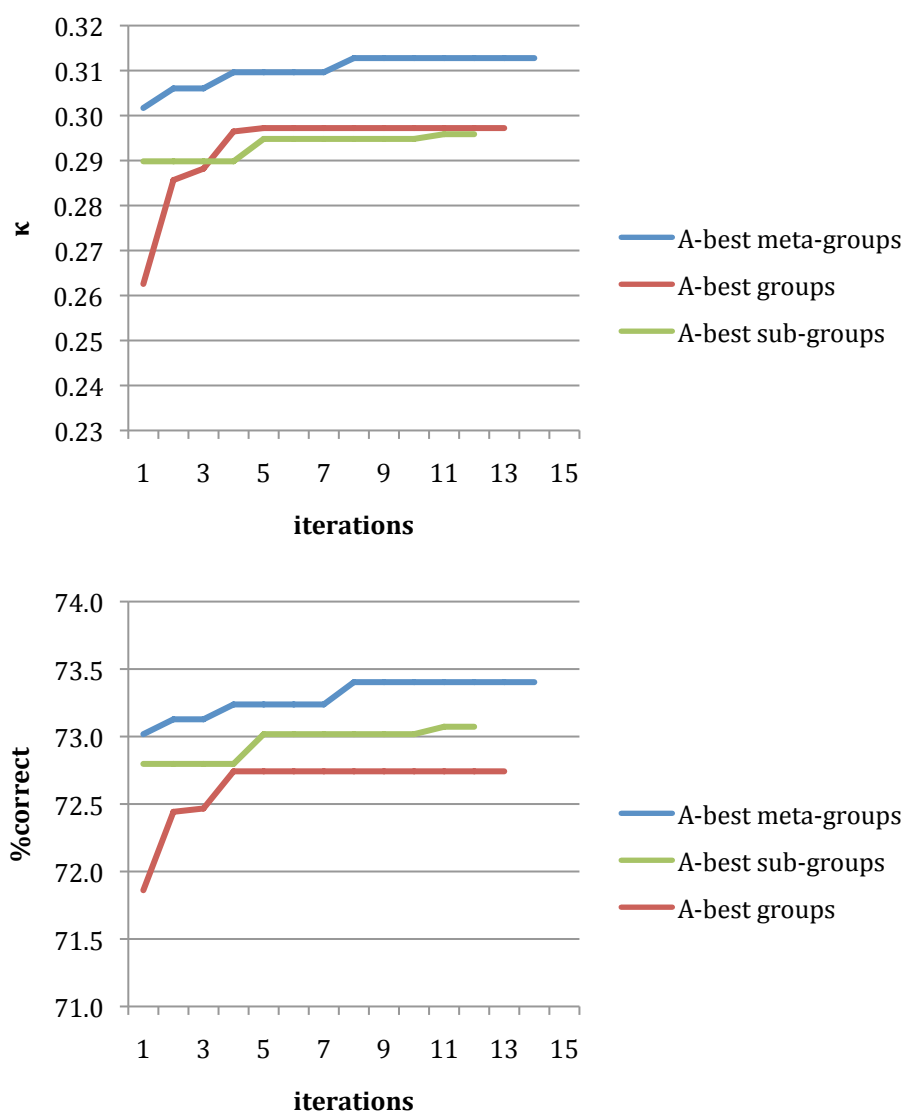 0.32
0.31
0.30
0.29
0.28
0.27
0.26
0.25
0.24
0.23
κ
1 3 5 7 9 11 13 15
iterations
A-best meta-groups
A-best groups
A-best sub-groups
74.0
73.5
73.0
72.5
72.0
71.5
71.0
%correct
1 3 5 7 9 11 13 15
iterations
A-best meta-groups
A-best sub-groups
A-best groups